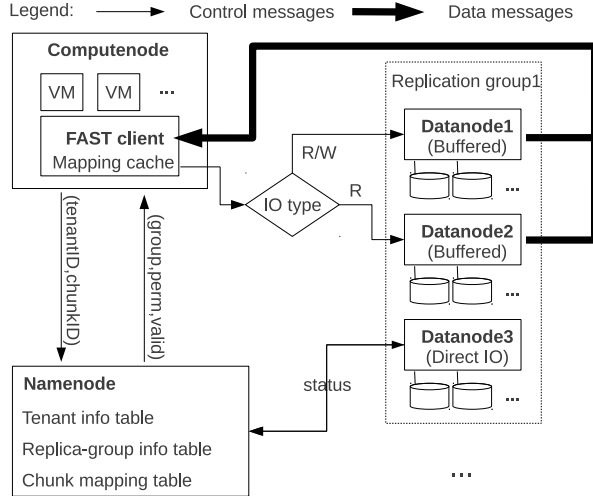 Legend: Control messages Data messages
Computenode
VM VM ...
FAST client
Mapping cache
Replication group1
Datanode1
(Buffered)
...
R/W
IO type
R
Datanode2
(Buffered)
...
(tenantID,chunkID)
(group,perm,valid)
Datanode3
(Direct IO)
...
status
Namenode
Tenant info table
Replica-group info table
Chunk mapping table
...